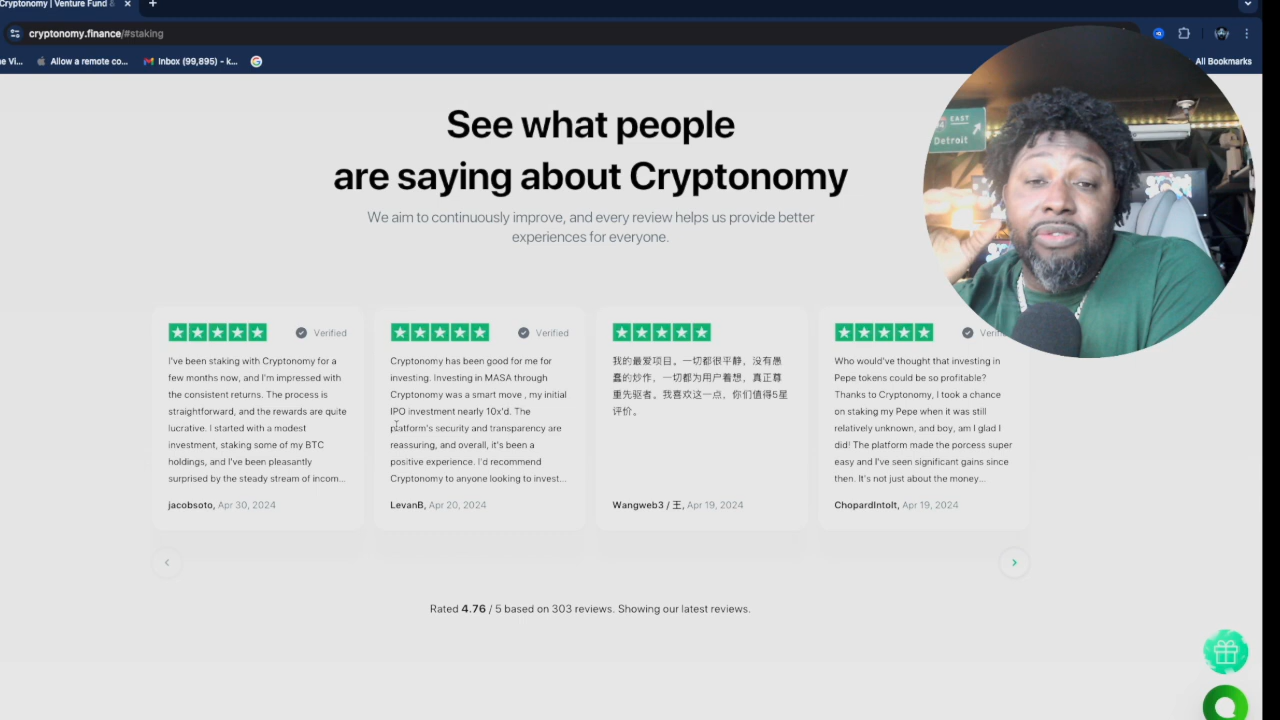 Cryptonomy | Venture Fund &
cryptonomy.finance/#staking
Allow a remote co...
Inbox (99,895) - k...
All Bookmarks
See what people
are saying about Cryptonomy
We aim to continuously improve, and every review helps us provide better
experiences for everyone.
EAST
Detroit
Verified
I've been staking with Cryptonomy for a
few months now, and I'm impressed with
the consistent returns. The process is
straightforward, and the rewards are quite
lucrative. I started with a modest
investment, staking some of my BTC
holdings, and I've been pleasantly
surprised by the steady stream of incom...
jacobsoto, Apr 30, 2024
Verified
Cryptonomy has been good for me for
investing. Investing in MASA through
Cryptonomy was a smart move , my initial
IPO investment nearly 10x'd. The
platform's security and transparency are
reassuring, and overall, it's been a
positive experience. I'd recommend
Cryptonomy to anyone looking to invest...
LevanB, Apr 20, 2024
我的最爱项目。一切都很平静，没有愚
蠢的炒作，一切都为用户着想，真正尊
重先驱者。我喜欢这一点，你们值得5星
评价。
Wangweb3 / 王, Apr 19, 2024
Who would've thought that investing in
Pepe tokens could be so profitable?
Thanks to Cryptonomy, I took a chance
on staking my Pepe when it was still
relatively unknown, and boy, am I glad I
did! The platform made the porcess super
easy and I've seen significant gains since
then. It's not just about the money...
ChopardIntoIt, Apr 19, 2024
Rated 4.76 / 5 based on 303 reviews. Showing our latest reviews.